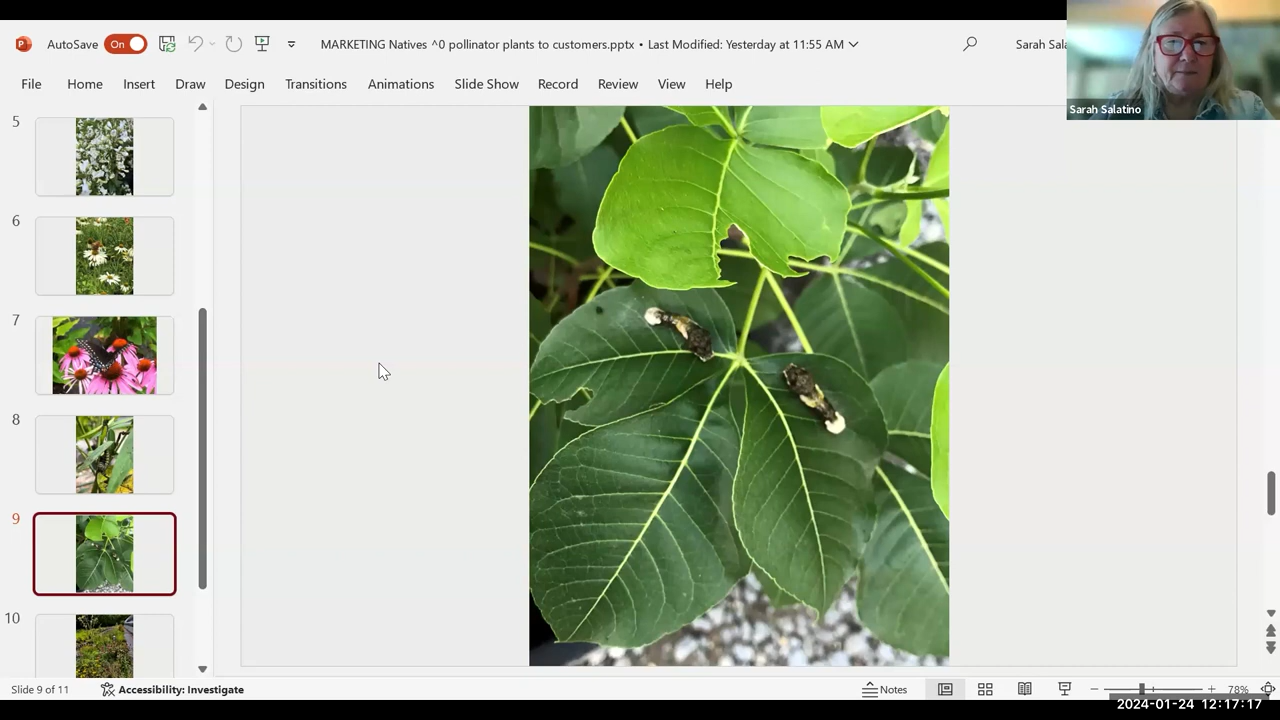 AutoSave On MARKETING Natives ^0 pollinator plants to customers.pptx • Last Modified: Yesterday at 11:55 AM Sarah Sala
File Home Insert Draw Design Transitions Animations Slide Show Record Review View Help
Sarah Salatino
5
6
7
8
9
10
Slide 9 of 11 Accessibility: Investigate Notes 78%
2024-01-24 12:17:17